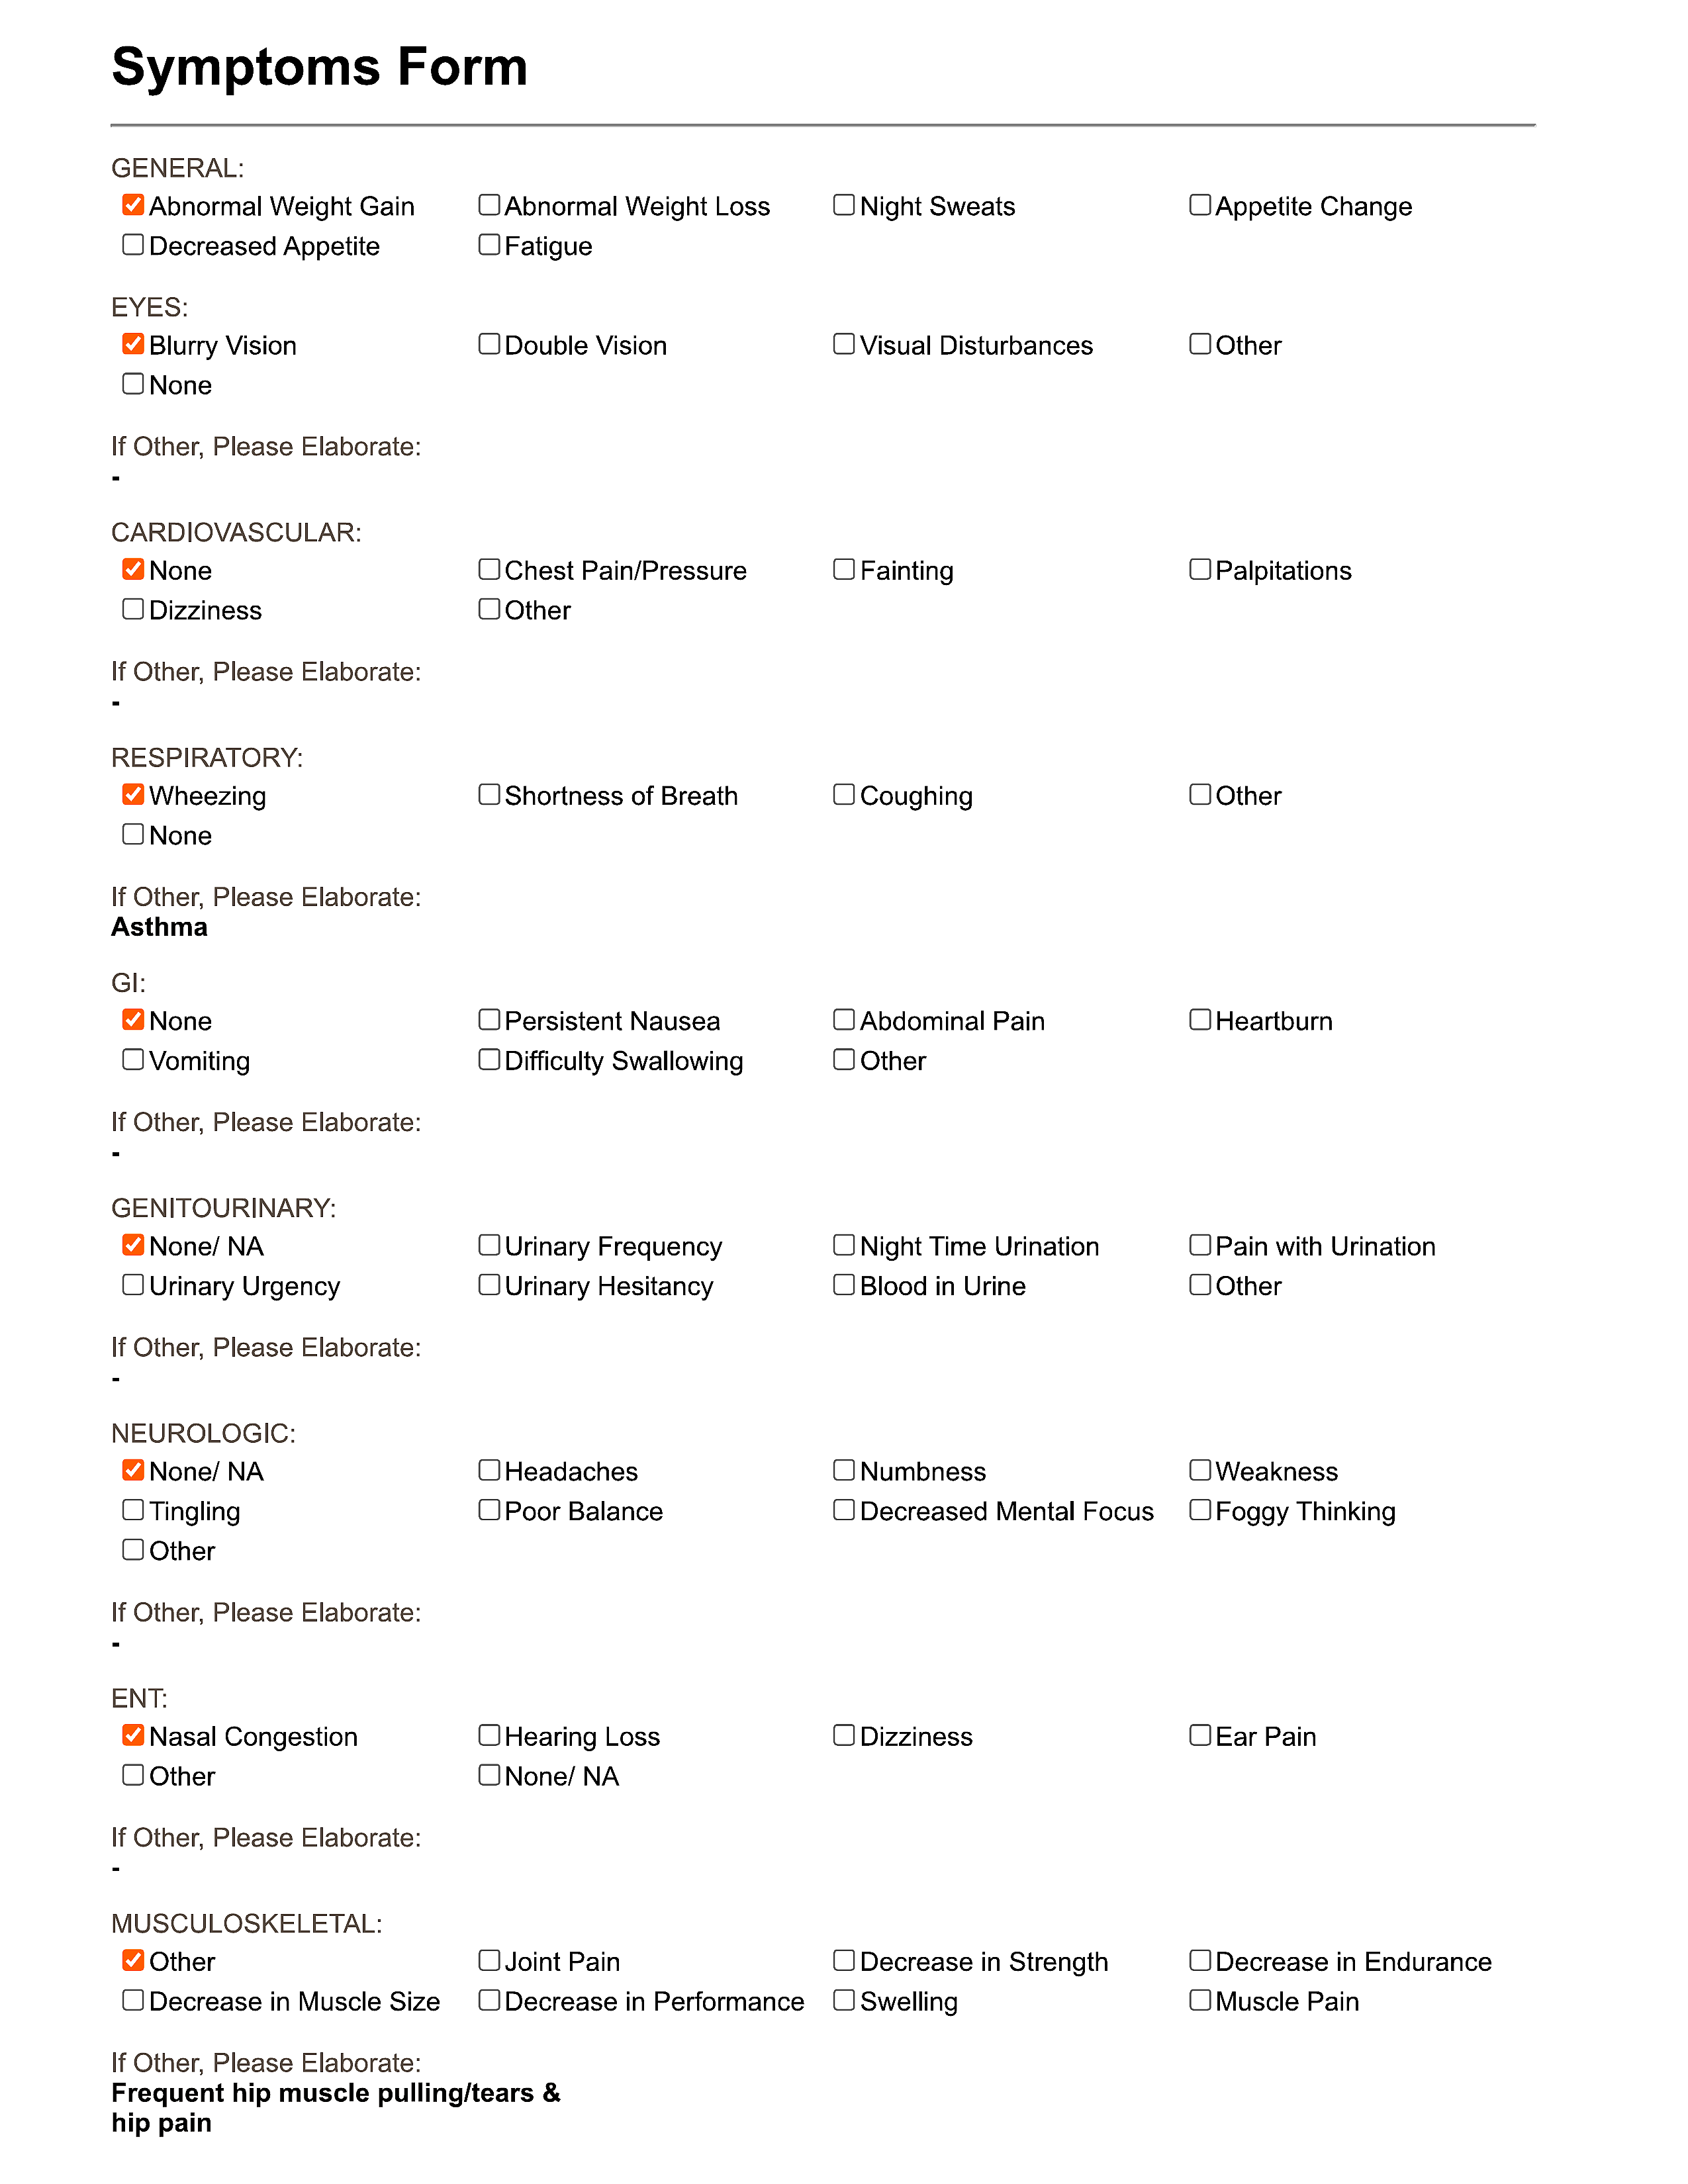 Symptoms Form
GENERAL:
Abnormal Weight Gain Abnormal Weight Loss Night Sweats Appetite Change
Decreased Appetite Fatigue
EYES:
Blurry Vision Double Vision Visual Disturbances Other
None
If Other, Please Elaborate:
-
CARDIOVASCULAR:
None Chest Pain/Pressure Fainting Palpitations
Dizziness Other
If Other, Please Elaborate:
-
RESPIRATORY:
Wheezing Shortness of Breath Coughing Other
None
If Other, Please Elaborate:
Asthma
GI:
None Persistent Nausea Abdominal Pain Heartburn
Vomiting Difficulty Swallowing Other
If Other, Please Elaborate:
-
GENITOURINARY:
None/ NA Urinary Frequency Night Time Urination Pain with Urination
Urinary Urgency Urinary Hesitancy Blood in Urine Other
If Other, Please Elaborate:
-
NEUROLOGIC:
None/ NA Headaches Numbness Weakness
Tingling Poor Balance Decreased Mental Focus Foggy Thinking
Other
If Other, Please Elaborate:
-
ENT:
Nasal Congestion Hearing Loss Dizziness Ear Pain
Other None/ NA
If Other, Please Elaborate:
-
MUSCULOSKELETAL:
Other Joint Pain Decrease in Strength Decrease in Endurance
Decrease in Muscle Size Decrease in Performance Swelling Muscle Pain
If Other, Please Elaborate:
Frequent hip muscle pulling/tears &
hip pain